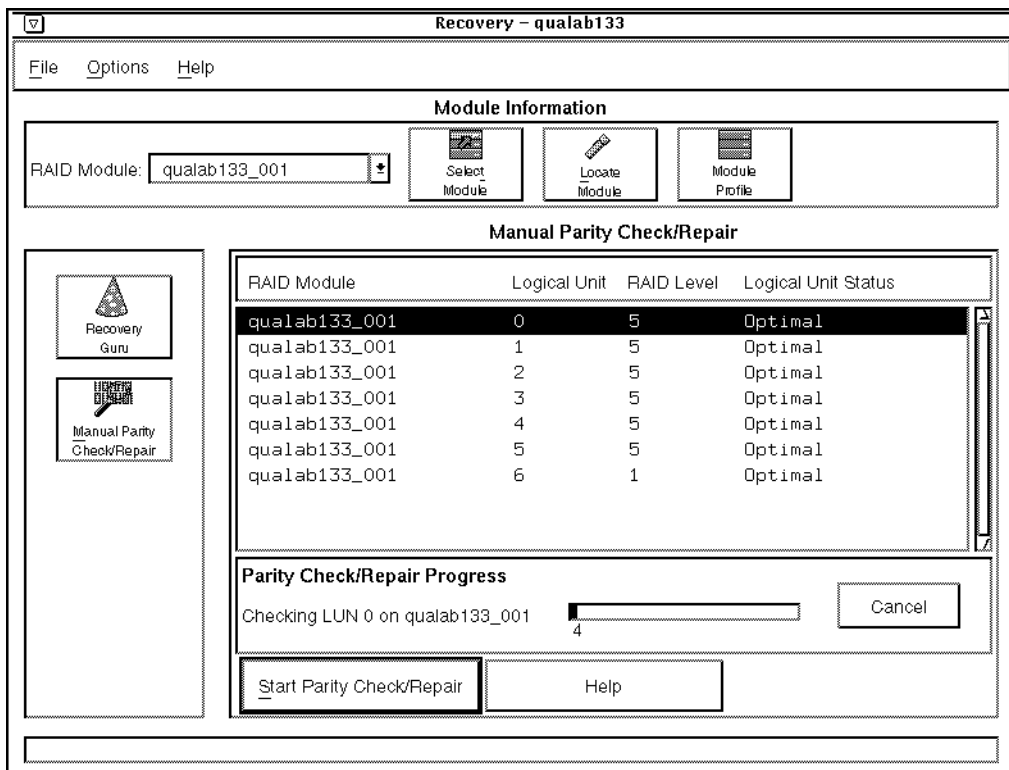 Recovery – qualab133
File Options Help
Module Information
RAID Module: qualab133_001
Select Module
Locate Module
Module Profile
Manual Parity Check/Repair
Recovery Guru
Manual Parity Check/Repair
RAID Module Logical Unit RAID Level Logical Unit Status
qualab133_001 0 5 Optimal
qualab133_001 1 5 Optimal
qualab133_001 2 5 Optimal
qualab133_001 3 5 Optimal
qualab133_001 4 5 Optimal
qualab133_001 5 5 Optimal
qualab133_001 6 1 Optimal
Parity Check/Repair Progress
Checking LUN 0 on qualab133_001
4
Cancel
Start Parity Check/Repair
Help